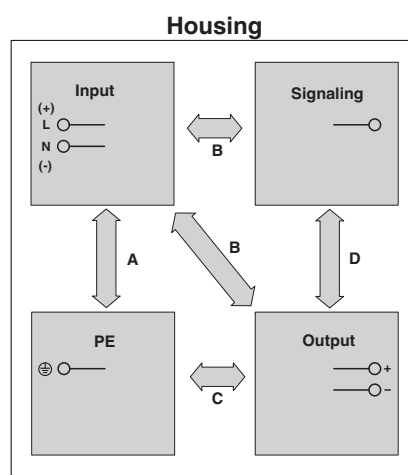 Housing
Input
(+)
L
N
(-)
Signaling
B
A
B
D
PE
Output
+
–
C